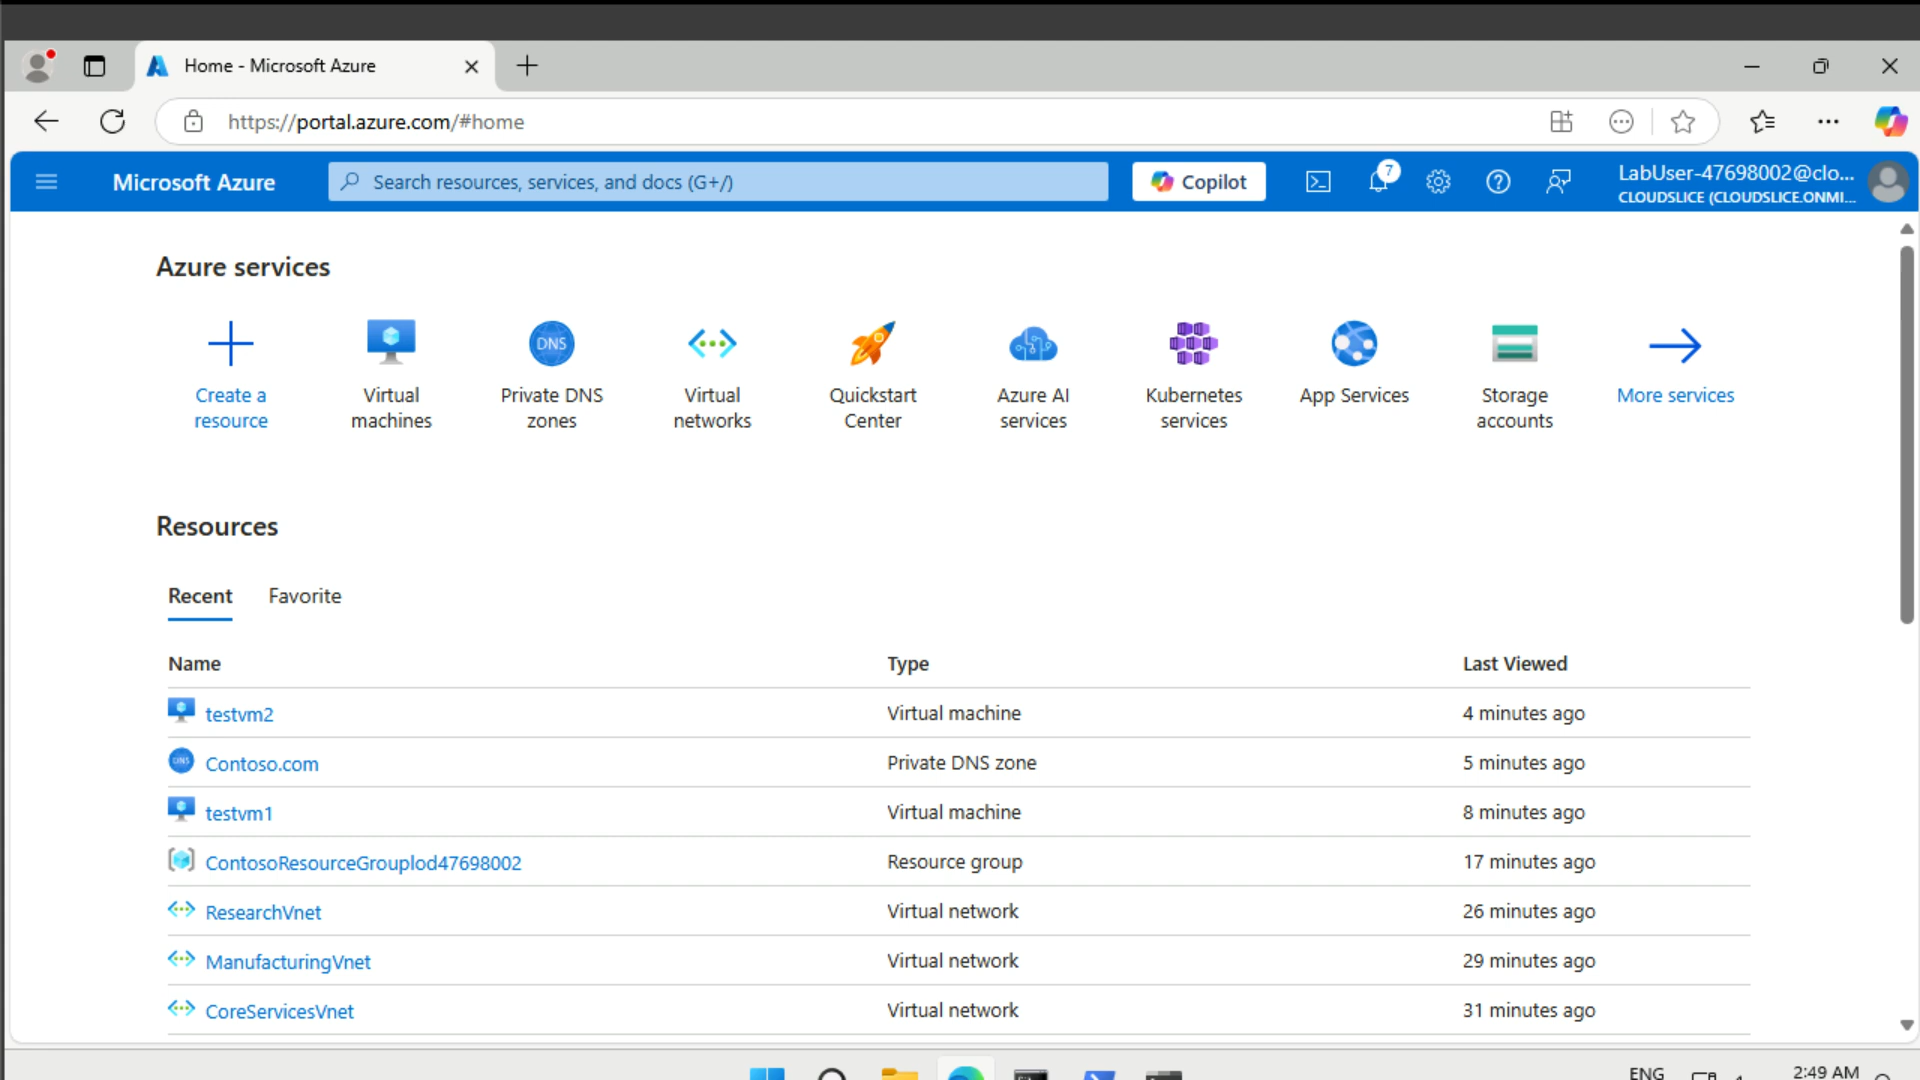 Home - Microsoft Azure
https://portal.azure.com/#home
Microsoft Azure
Search resources, services, and docs (G+/)
Copilot
7
LabUser-47698002@clo...
CLOUDSLICE (CLOUDSLICE.ONMI...
Azure services
Create a resource
Virtual machines
DNS
Private DNS zones
Virtual networks
Quickstart Center
Azure AI services
Kubernetes services
App Services
Storage accounts
More services
Resources
Recent Favorite
Name Type Last Viewed
testvm2 Virtual machine 4 minutes ago
DNS Contoso.com Private DNS zone 5 minutes ago
testvm1 Virtual machine 8 minutes ago
ContosoResourceGrouplod47698002 Resource group 17 minutes ago
ResearchVnet Virtual network 26 minutes ago
ManufacturingVnet Virtual network 29 minutes ago
CoreServicesVnet Virtual network 31 minutes ago
ENG 2:49 AM